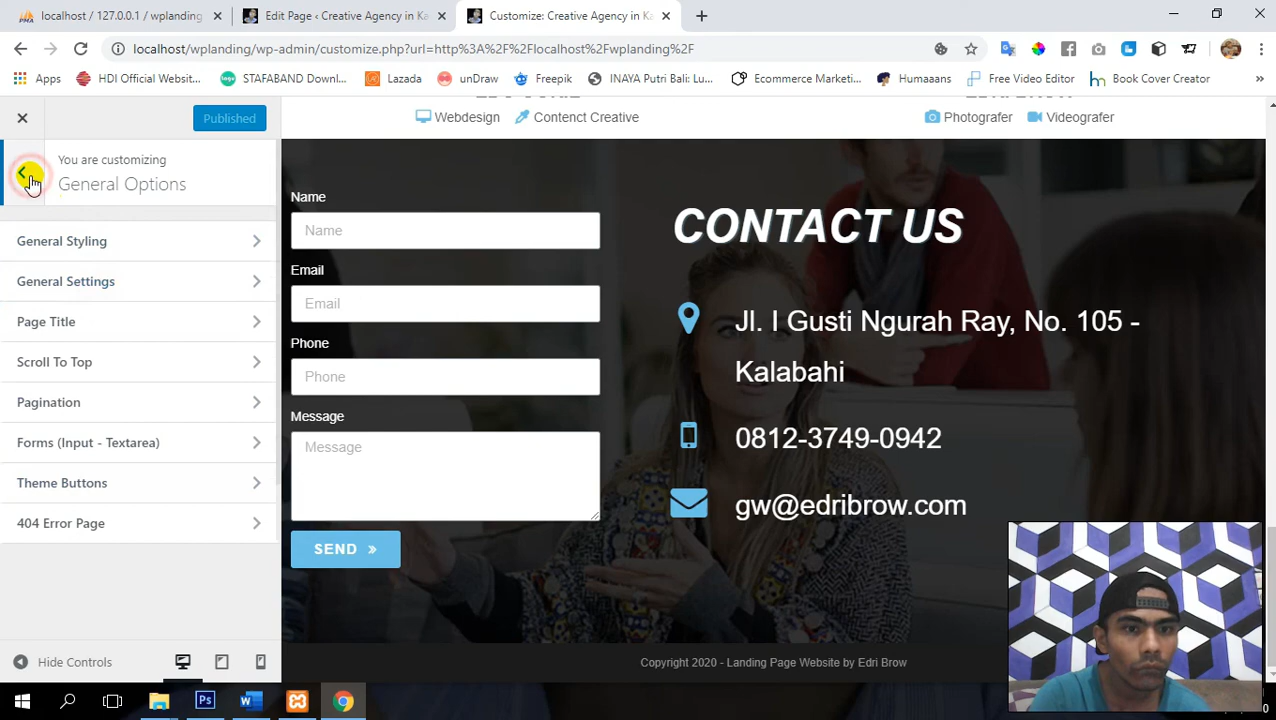 localhost / 127.0.0.1 / wplanding
Edit Page ‹ Creative Agency in Ka
Customize: Creative Agency in Ka
localhost/wplanding/wp-admin/customize.php?url=http%3A%2F%2Flocalhost%2Fwplanding%2F
Apps
HDI Official Websit...
STAFABAND Downl...
Lazada
unDraw
Freepik
INAYA Putri Bali: Lu...
Ecommerce Marketi...
Humaaans
Free Video Editor
Book Cover Creator
»
Published
You are customizing
General Options
General Styling
General Settings
Page Title
Scroll To Top
Pagination
Forms (Input - Textarea)
Theme Buttons
404 Error Page
Hide Controls
Webdesign
Contenct Creative
Photografer
Videografer
Name
Name
Email
Email
Phone
Phone
Message
Message
SEND »
CONTACT US
Jl. I Gusti Ngurah Ray, No. 105 -
Kalabahi
0812-3749-0942
gw@edribrow.com
Copyright 2020 - Landing Page Website by Edri Brow